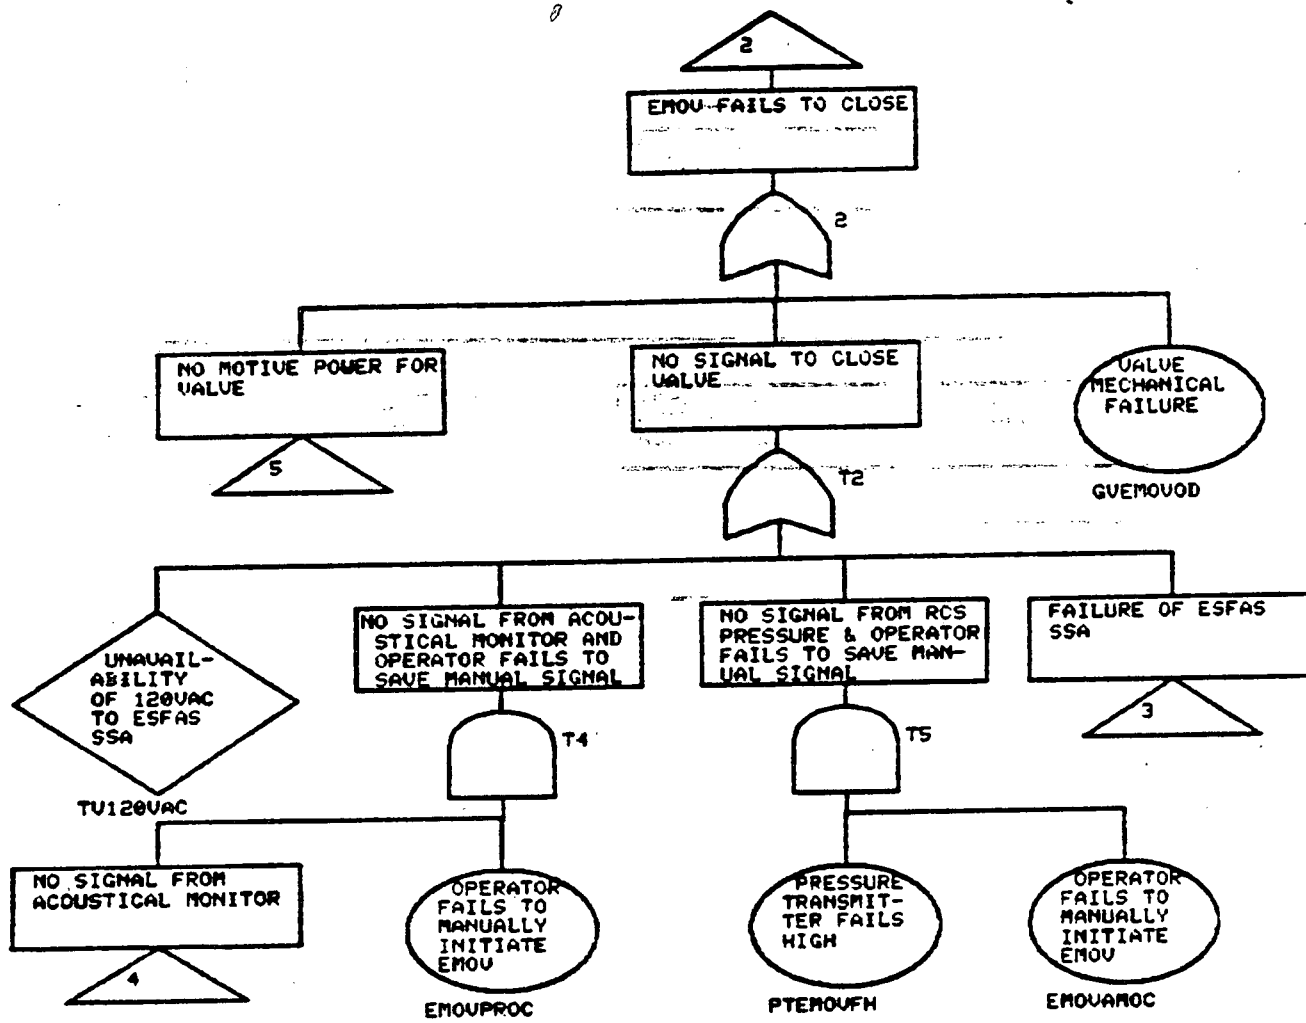 2
EMOV FAILS TO CLOSE
2
NO MOTIVE POWER FOR
VALVE
5
NO SIGNAL TO CLOSE
VALVE
VALVE
MECHANICAL
FAILURE
GVEMOVOD
T2
UNAVAIL-
ABILITY
OF 120VAC
TO ESFAS
SSA
TV120VAC
NO SIGNAL FROM ACOU-
STICAL MONITOR AND
OPERATOR FAILS TO
SAVE MANUAL SIGNAL
T4
NO SIGNAL FROM RCS
PRESSURE & OPERATOR
FAILS TO SAVE MAN-
UAL SIGNAL
T5
FAILURE OF ESFAS
SSA
3
NO SIGNAL FROM
ACOUSTICAL MONITOR
4
OPERATOR
FAILS TO
MANUALLY
INITIATE
EMOV
EMOVPROC
PRESSURE
TRANSMIT-
TER FAILS
HIGH
PTEMOVFH
OPERATOR
FAILS TO
MANUALLY
INITIATE
EMOV
EMOVAMOC